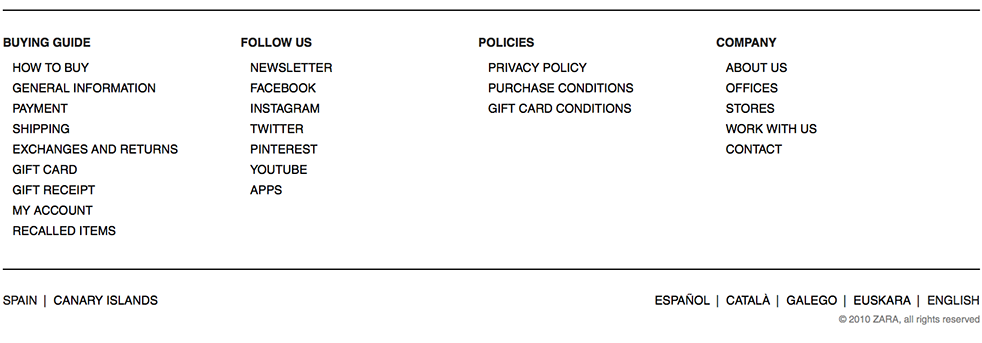 BUYING GUIDE
HOW TO BUY
GENERAL INFORMATION
PAYMENT
SHIPPING
EXCHANGES AND RETURNS
GIFT CARD
GIFT RECEIPT
MY ACCOUNT
RECALLED ITEMS
FOLLOW US
NEWSLETTER
FACEBOOK
INSTAGRAM
TWITTER
PINTEREST
YOUTUBE
APPS
POLICIES
PRIVACY POLICY
PURCHASE CONDITIONS
GIFT CARD CONDITIONS
COMPANY
ABOUT US
OFFICES
STORES
WORK WITH US
CONTACT
SPAIN | CANARY ISLANDS
ESPAÑOL | CATALÀ | GALEGO | EUSKARA | ENGLISH
© 2010 ZARA, all rights reserved